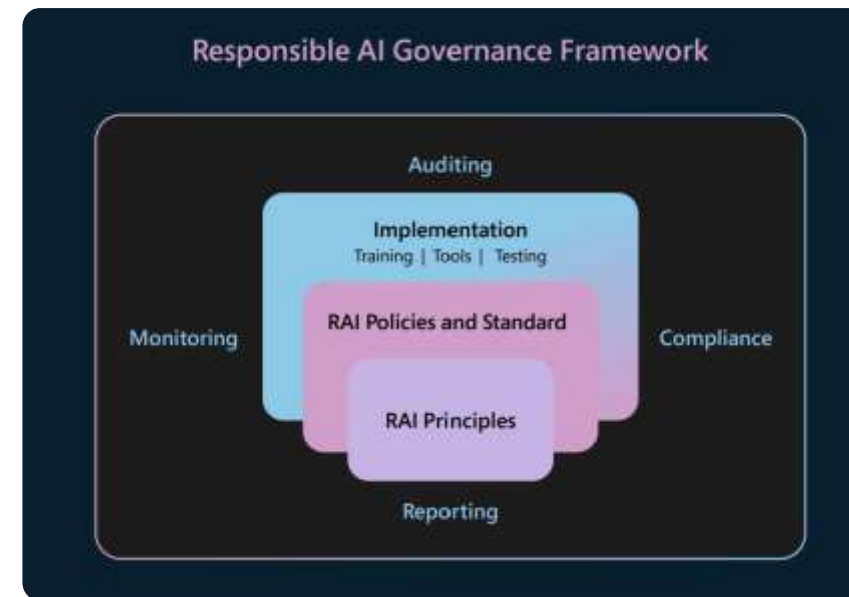 Responsible AI Governance Framework
Auditing
Implementation
Training | Tools | Testing
RAI Policies and Standard
Monitoring
Compliance
RAI Principles
Reporting